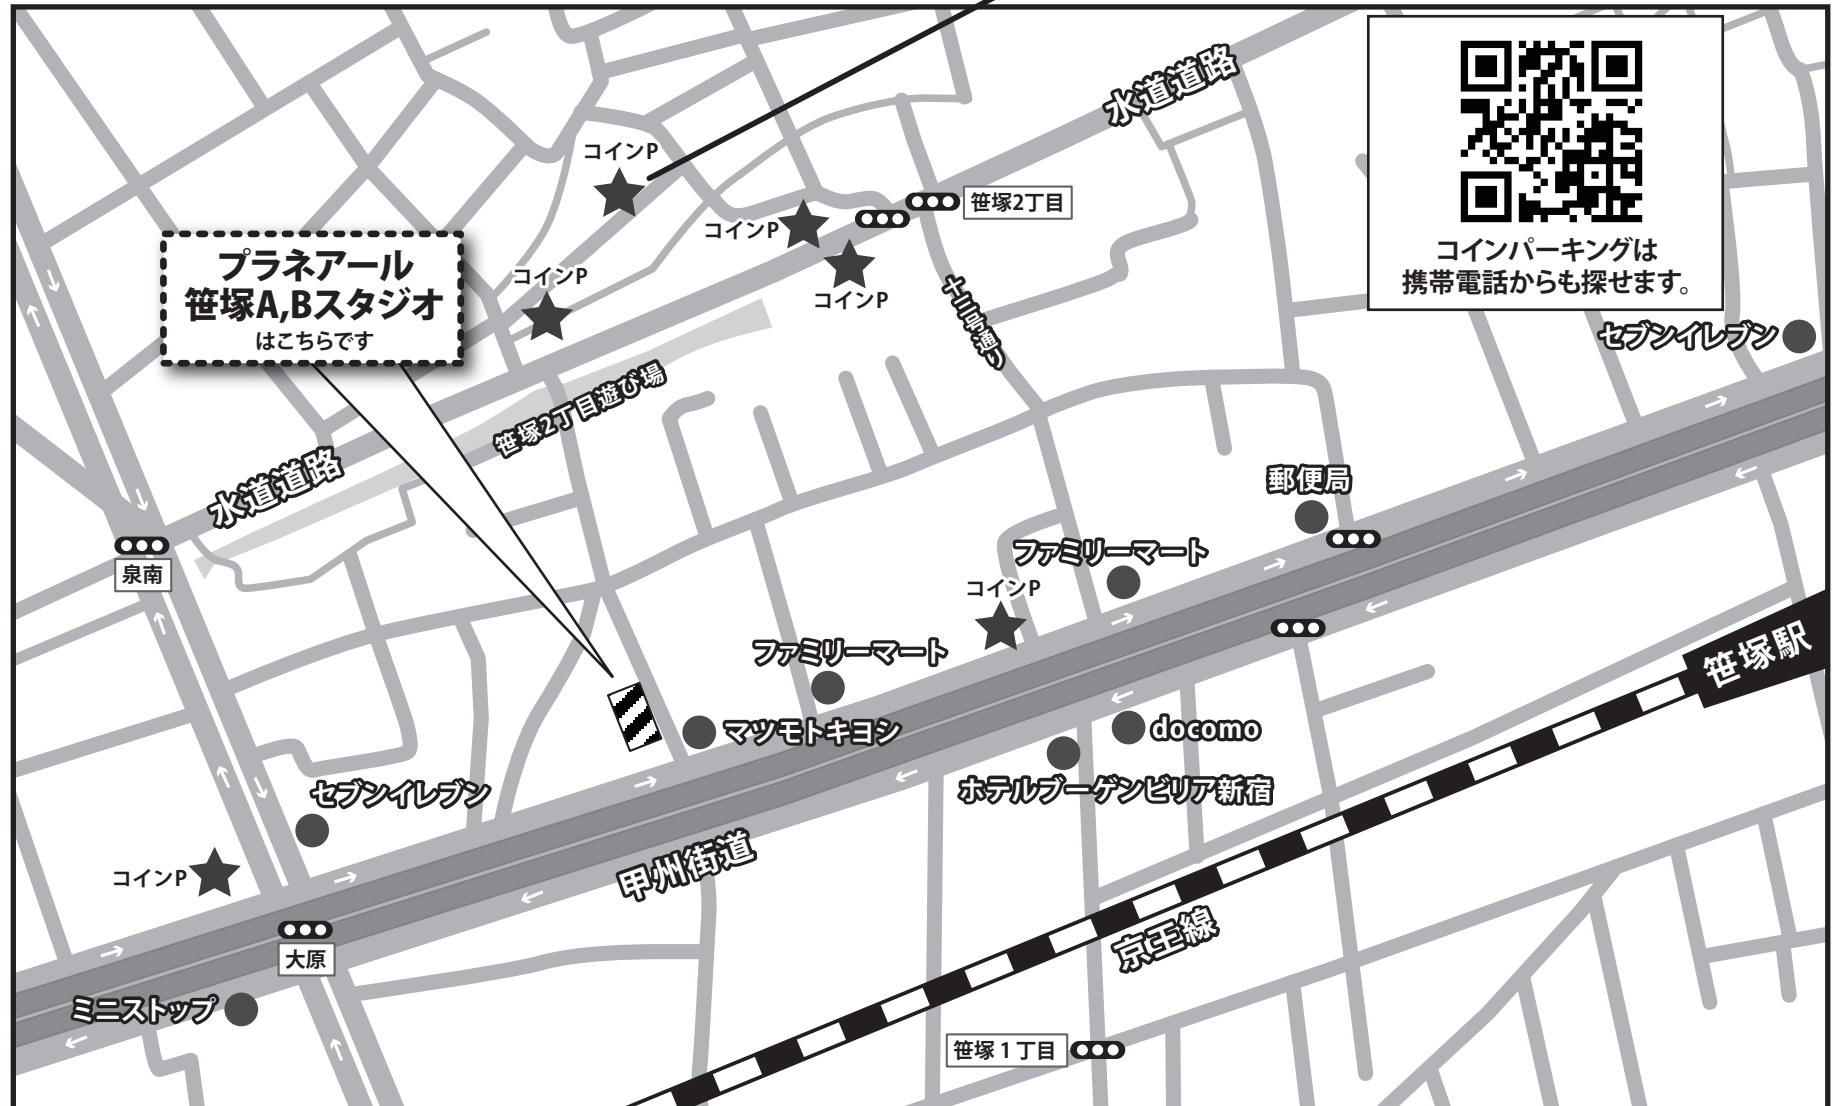 水道道路
コインP
笹塚2丁目
コインP
コインパーキングは
携帯電話からも探せます。
プラネアール
笹塚A,Bスタジオ
はこちらです
コインP
コインP
十号通り
セブンイレブン
笹塚2丁目遊び場
水道道路
郵便局
泉南
ファミリーマート
コインP
笹塚駅
ファミリーマート
マツモトキヨシ
docomo
ホテルブーゲンビリア新宿
セブンイレブン
甲州街道
コインP
京王線
大原
ミニストップ
笹塚1丁目